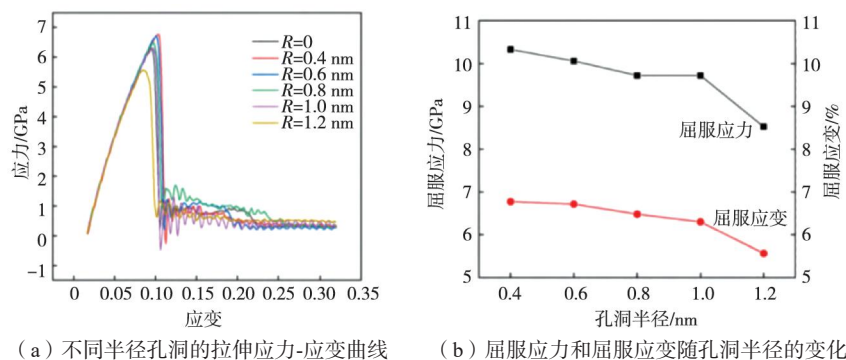 7
6
5
4
3
2
1
0
−1
应力/GPa
R=0
R=0.4 nm
R=0.6 nm
R=0.8 nm
R=1.0 nm
R=1.2 nm
0 0.05 0.10 0.15 0.20 0.25 0.30 0.35
应变
(a)不同半径孔洞的拉伸应力-应变曲线
11
10
9
8
7
6
5
屈服应力/GPa
屈服应力
屈服应变
11
10
9
8
7
6
5
屈服应变/%
0.4 0.6 0.8 1.0 1.2
孔洞半径/nm
(b)屈服应力和屈服应变随孔洞半径的变化